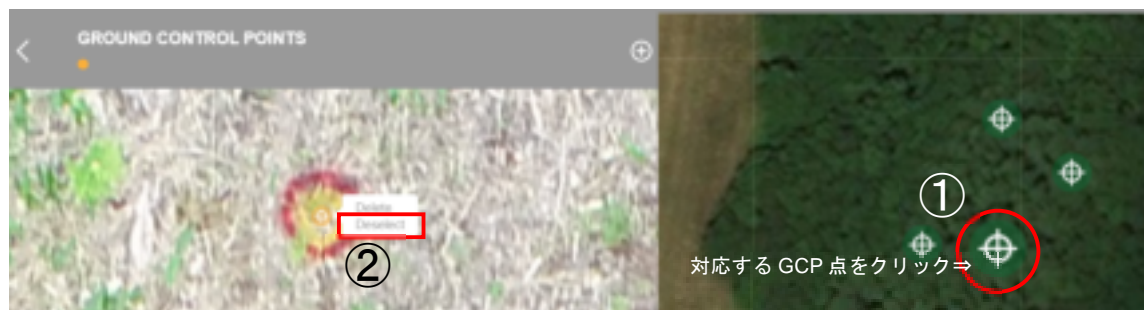 GROUND CONTROL POINTS
Delete
Deselect
②
①
対応する GCP 点をクリック⇒